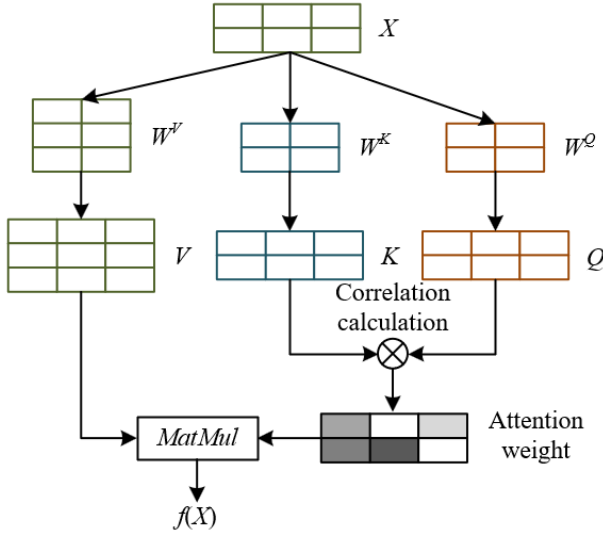 X
W^V
W^K
W^Q
V
K
Q
Correlation
calculation
MatMul
Attention
weight
f(X)